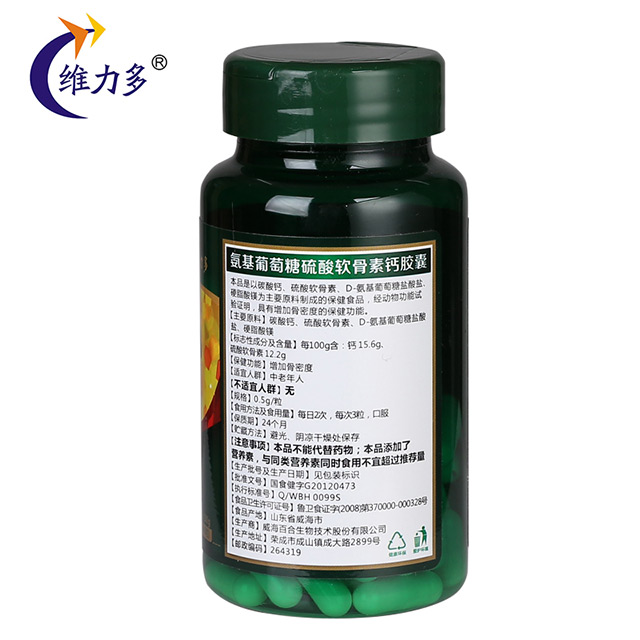 维力多®
多
氨基葡萄糖硫酸软骨素钙胶囊
本品是以碳酸钙、硫酸软骨素、D-氨基葡萄糖盐酸盐、
硬脂酸镁为主要原料制成的保健食品，经动物功能试
验证明，具有增加骨密度的保健功能。
【主要原料】碳酸钙、硫酸软骨素、D-氨基葡萄糖盐酸
盐、硬脂酸镁
【标志性成分及含量】每100g含：钙 15.6g、
硫酸软骨素 12.2g
【保健功能】增加骨密度
【适宜人群】中老年人
【不适宜人群】无
【规格】0.5g/粒
【食用方法及食用量】每日2次，每次3粒，口服
【保质期】24个月
【贮藏方法】避光、阴凉干燥处保存
【注意事项】本品不能代替药物；本品添加了
营养素，与同类营养素同时食用不宜超过推荐量
【生产批号及生产日期】见包装标识
【批准文号】国食健字G20120473
【执行标准号】Q/WBH 0099S
【食品卫生许可证号】鲁卫食证字(2008)第370000-000328号
【食品产地】山东省威海市
【生产商】威海百合生物技术股份有限公司
【生产地址】荣成市成山镇成大路2899号
【邮政编码】264319